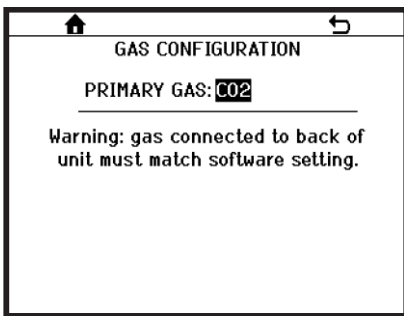 GAS CONFIGURATION
PRIMARY GAS: CO2
Warning: gas connected to back of
unit must match software setting.